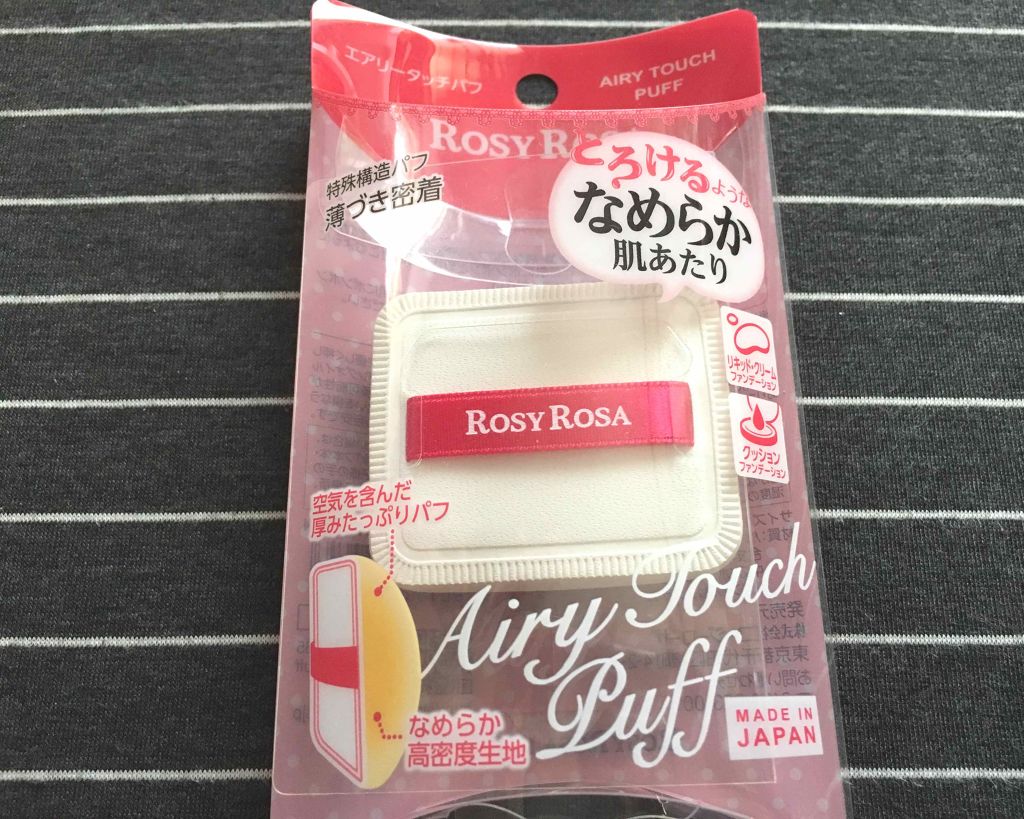 エアリータッチパフ
AIRY TOUCH
PUFF
ROSY ROSA
特殊構造パフ
薄づき密着
とろけるような
なめらか
肌あたり
リキッド・クリーム
ファンデーション
クッション
ファンデーション
ROSY ROSA
空気を含んだ
厚みたっぷりパフ
Airy Touch
Puff
なめらか
高密度生地
MADE IN
JAPAN